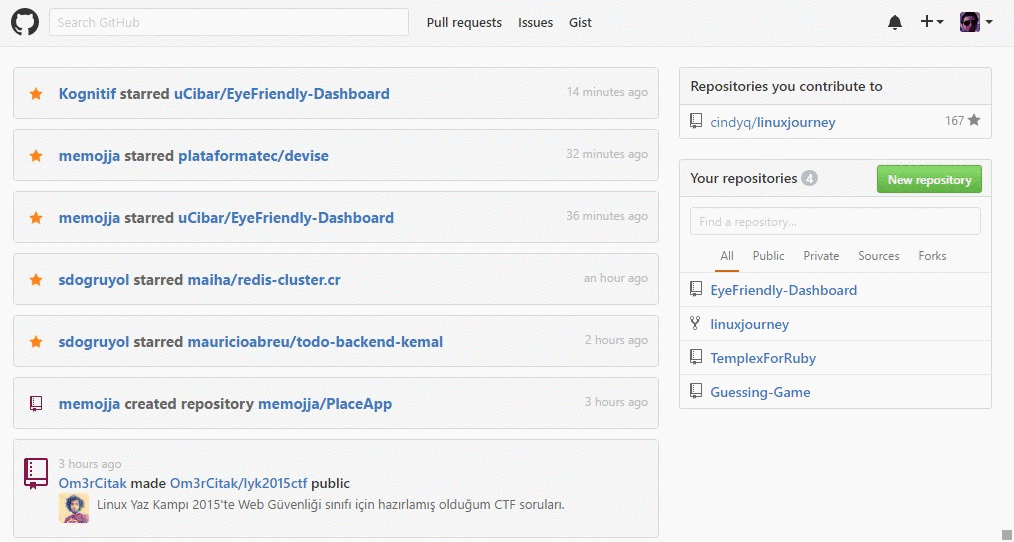 Search GitHub
Pull requests Issues Gist
Kognitif starred uCibar/EyeFriendly-Dashboard 14 minutes ago
memojja starred plataformatec/devise 32 minutes ago
memojja starred uCibar/EyeFriendly-Dashboard 36 minutes ago
sdogruyol starred maiha/redis-cluster.cr an hour ago
sdogruyol starred mauricioabreu/todo-backend-kemal 2 hours ago
memojja created repository memojja/PlaceApp 3 hours ago
3 hours ago
Om3rCitak made Om3rCitak/lyk2015ctf public
Linux Yaz Kampı 2015'te Web Güvenliği sınıfı için hazırlamış olduğum CTF soruları.
Repositories you contribute to
cindyq/linuxjourney 167
Your repositories 4 New repository
Find a repository...
All Public Private Sources Forks
EyeFriendly-Dashboard
linuxjourney
TemplexForRuby
Guessing-Game